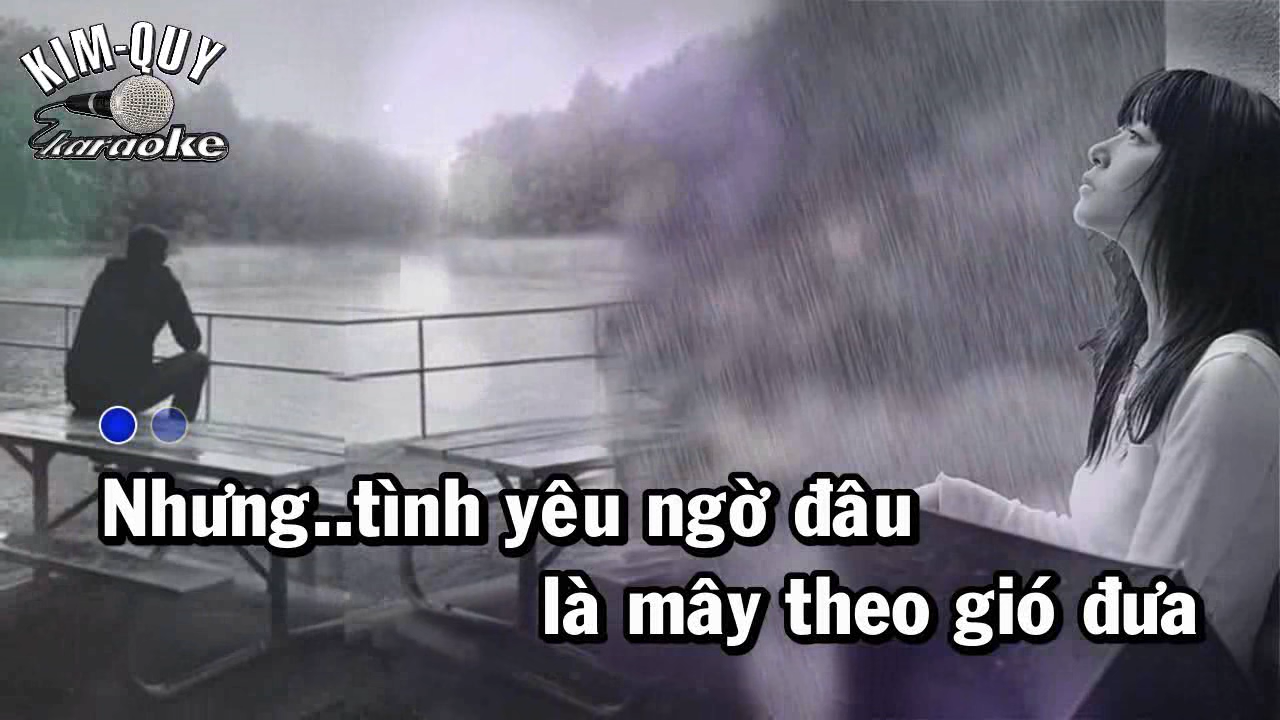 KIM-QUY
karaoke
Nhưng..tình yêu ngờ đâu
là mây theo gió đưa